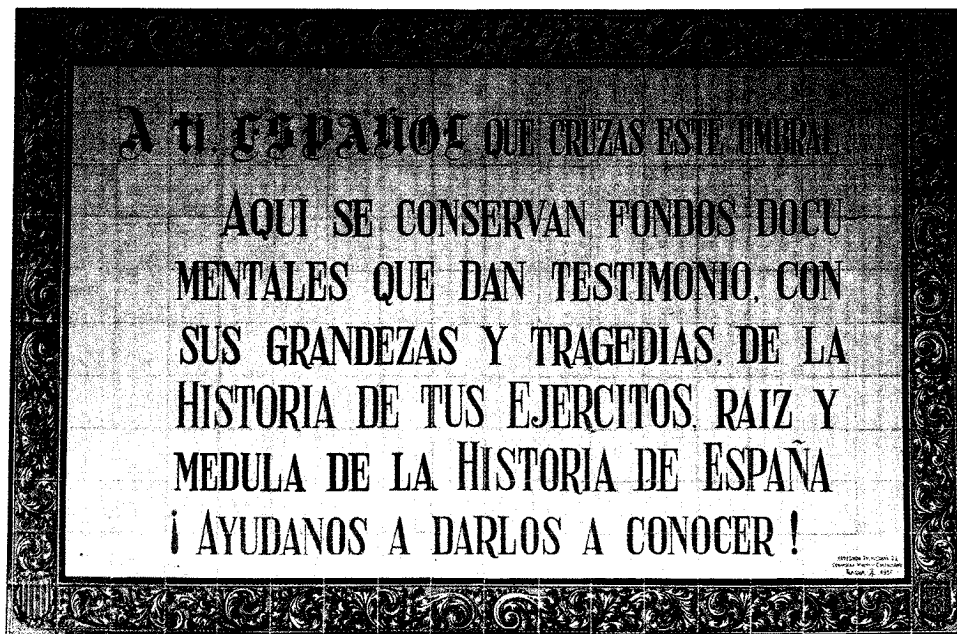 A ti, ESPAÑOL QUE CRUZAS ESTE UMBRAL:
AQUI SE CONSERVAN FONDOS DOCU-
MENTALES QUE DAN TESTIMONIO, CON
SUS GRANDEZAS Y TRAGEDIAS, DE LA
HISTORIA DE TUS EJERCITOS, RAIZ Y
MEDULA DE LA HISTORIA DE ESPAÑA
¡ AYUDANOS A DARLOS A CONOCER !